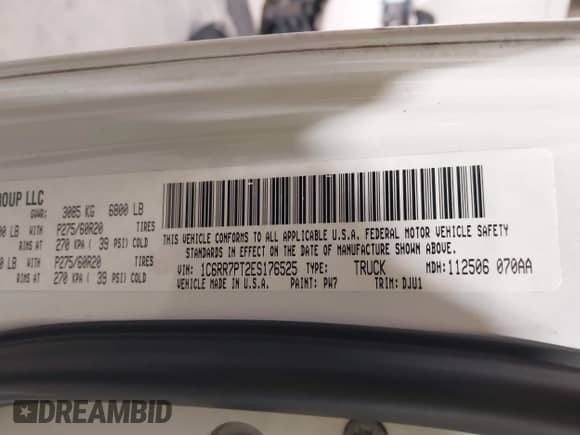 ROUP LLC
GVWR: 3085 KG 6800 LB
00 LB WITH P275/60R20 TIRES
RIMS AT 270 KPA ( 39 PSI) COLD
0 LB WITH P275/60R20 TIRES
RIMS AT 270 KPA ( 39 PSI) COLD
THIS VEHICLE CONFORMS TO ALL APPLICABLE U.S.A. FEDERAL MOTOR VEHICLE SAFETY
STANDARDS IN EFFECT ON THE DATE OF MANUFACTURE SHOWN ABOVE.
VIN: 1C6RR7PT2ES176525 TYPE: TRUCK MDH: 112506 070AA
VEHICLE MADE IN U.S.A. PAINT: PW7 TRIM: DJU1
DREAMBID